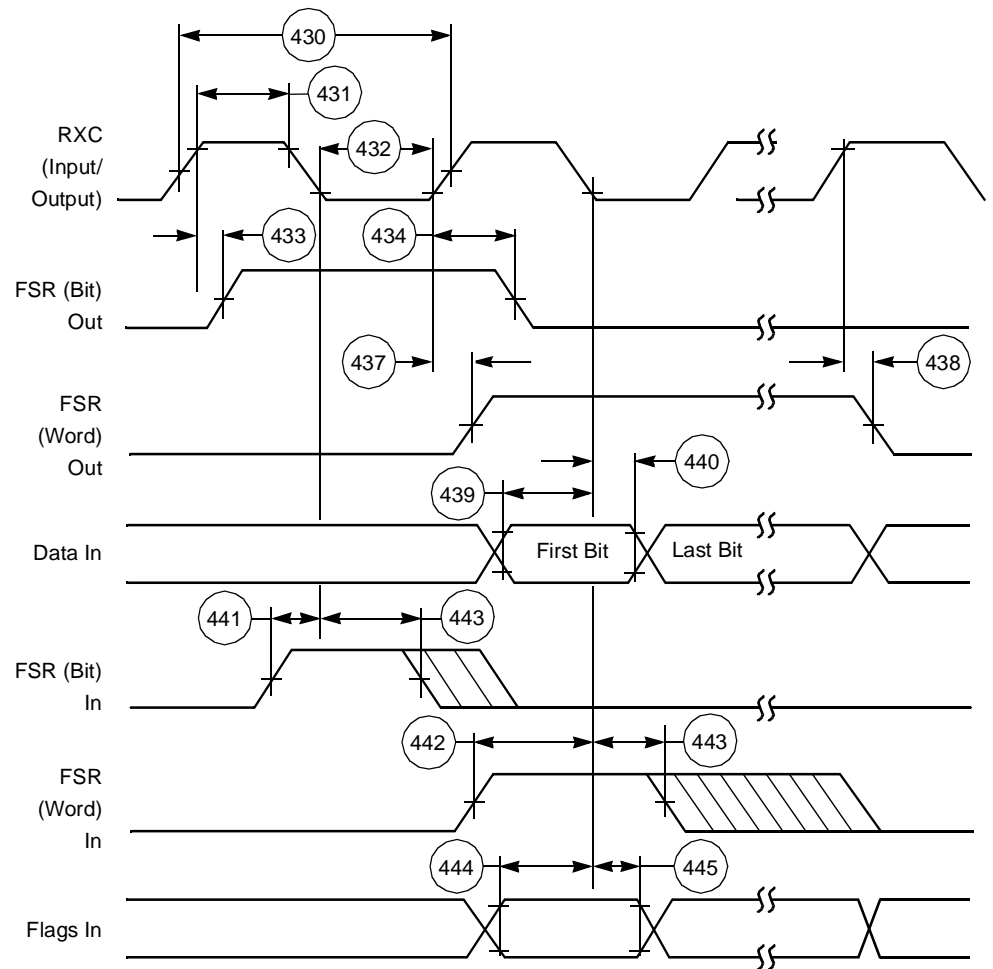 430
431
RXC
(Input/
Output)
432
433
434
FSR (Bit)
Out
437
438
FSR
(Word)
Out
440
439
Data In
First Bit
Last Bit
441
443
FSR (Bit)
In
442
443
FSR
(Word)
In
444
445
Flags In